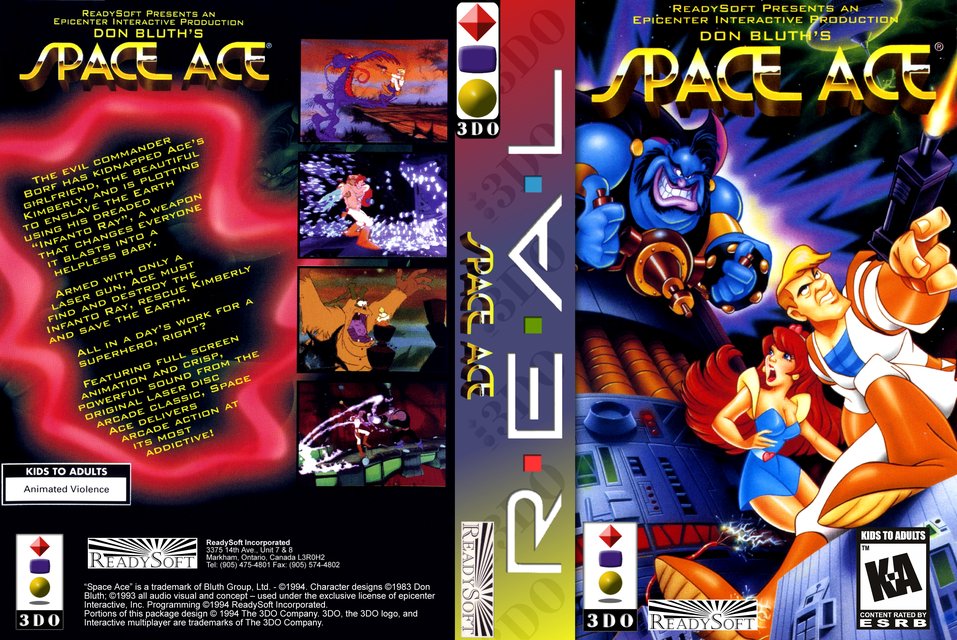 ReadySoft Presents an
Epicenter Interactive Production
Don Bluth's
SPACE ACE®
The evil commander
Borf has kidnapped Ace's
girlfriend, the beautiful
Kimberly, and is plotting
to enslave the Earth
using his dreaded
"Infanto Ray", a weapon
that changes everyone
it blasts into a
helpless baby.
Armed with only a
laser gun, Ace must
find and destroy the
Infanto Ray, rescue Kimberly
and save the Earth.
All in a day's work for a
superhero, right?
Featuring full screen
animation and crisp,
powerful sound from the
original laser disc
arcade classic, Space
Ace delivers
arcade action at
its most
addictive!
KIDS TO ADULTS
Animated Violence
3DO
ReadySoft
ReadySoft Incorporated
3375 14th Ave., Unit 7 & 8
Markham, Ontario, Canada L3R0H2
Tel: (905) 475-4801 Fax: (905) 574-4802
"Space Ace" is a trademark of Bluth Group, Ltd. - ©1994. Character designs ©1983 Don
Bluth; ©1993 all audio visual and concept – used under the exclusive license of epicenter
Interactive, Inc. Programming ©1994 ReadySoft Incorporated.
Portions of this package design © 1994 The 3DO Company. 3DO, the 3DO logo, and
Interactive multiplayer are trademarks of The 3DO Company.
3DO
SPACE ACE
R·E·A·L
ReadySoft
ReadySoft Presents an
Epicenter Interactive Production
Don Bluth's
SPACE ACE®
3DO
ReadySoft
KIDS TO ADULTS
TM
K-A
CONTENT RATED BY
ESRB